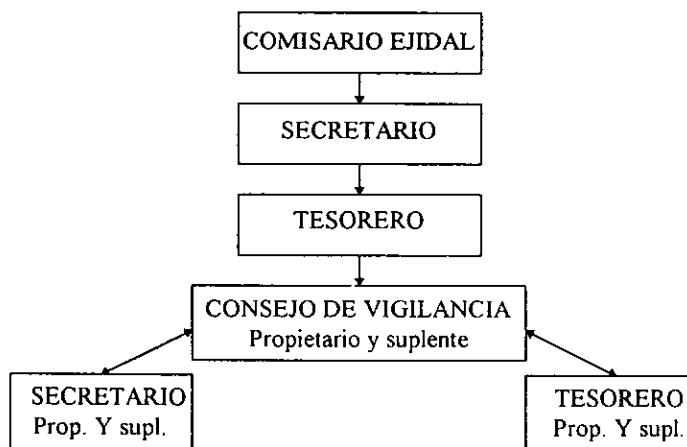 COMISARIO EJIDAL
SECRETARIO
TESORERO
CONSEJO DE VIGILANCIA
Propietario y suplente
SECRETARIO
Prop. Y supl.
TESORERO
Prop. Y supl.